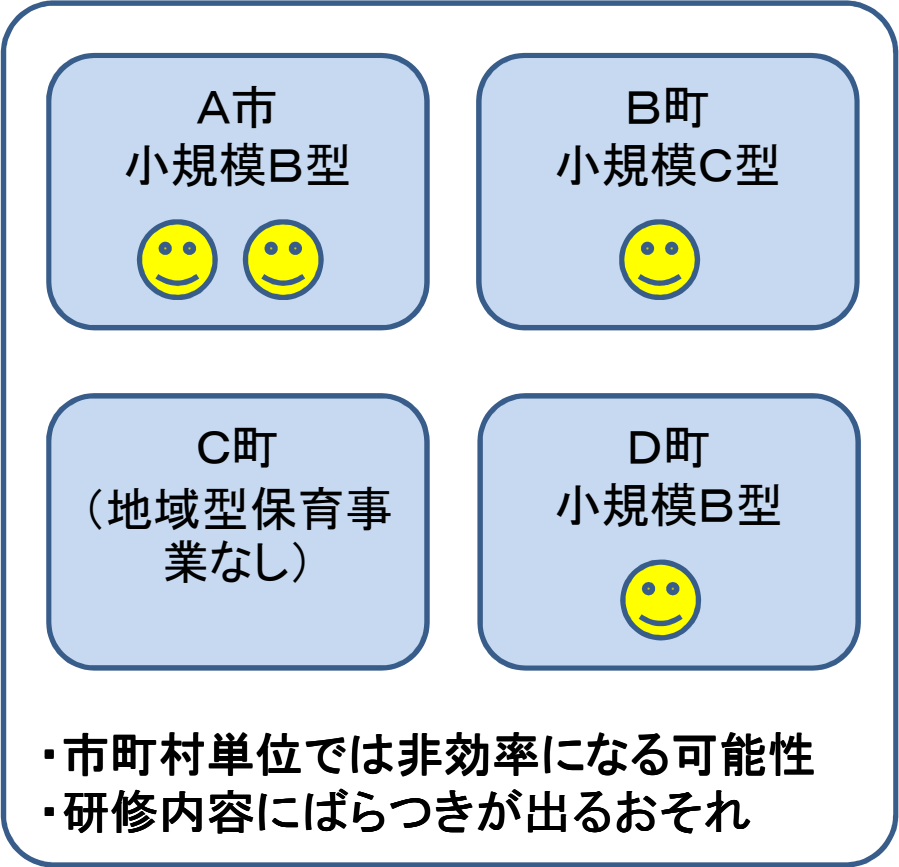 A市
小規模B型
B町
小規模C型
C町
（地域型保育事
業なし）
D町
小規模B型
・市町村単位では非効率になる可能性
・研修内容にばらつきが出るおそれ